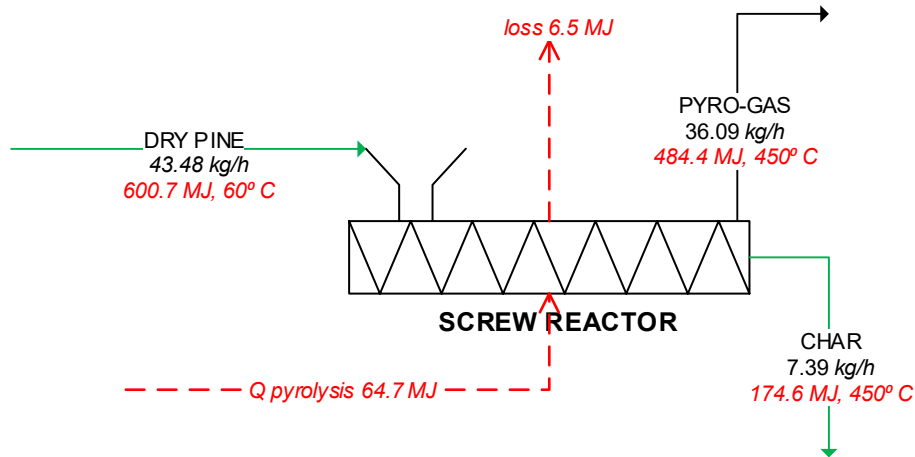 loss 6.5 MJ
PYRO-GAS
36.09 kg/h
484.4 MJ, 450º C
DRY PINE
43.48 kg/h
600.7 MJ, 60º C
SCREW REACTOR
CHAR
7.39 kg/h
174.6 MJ, 450º C
Q pyrolysis 64.7 MJ